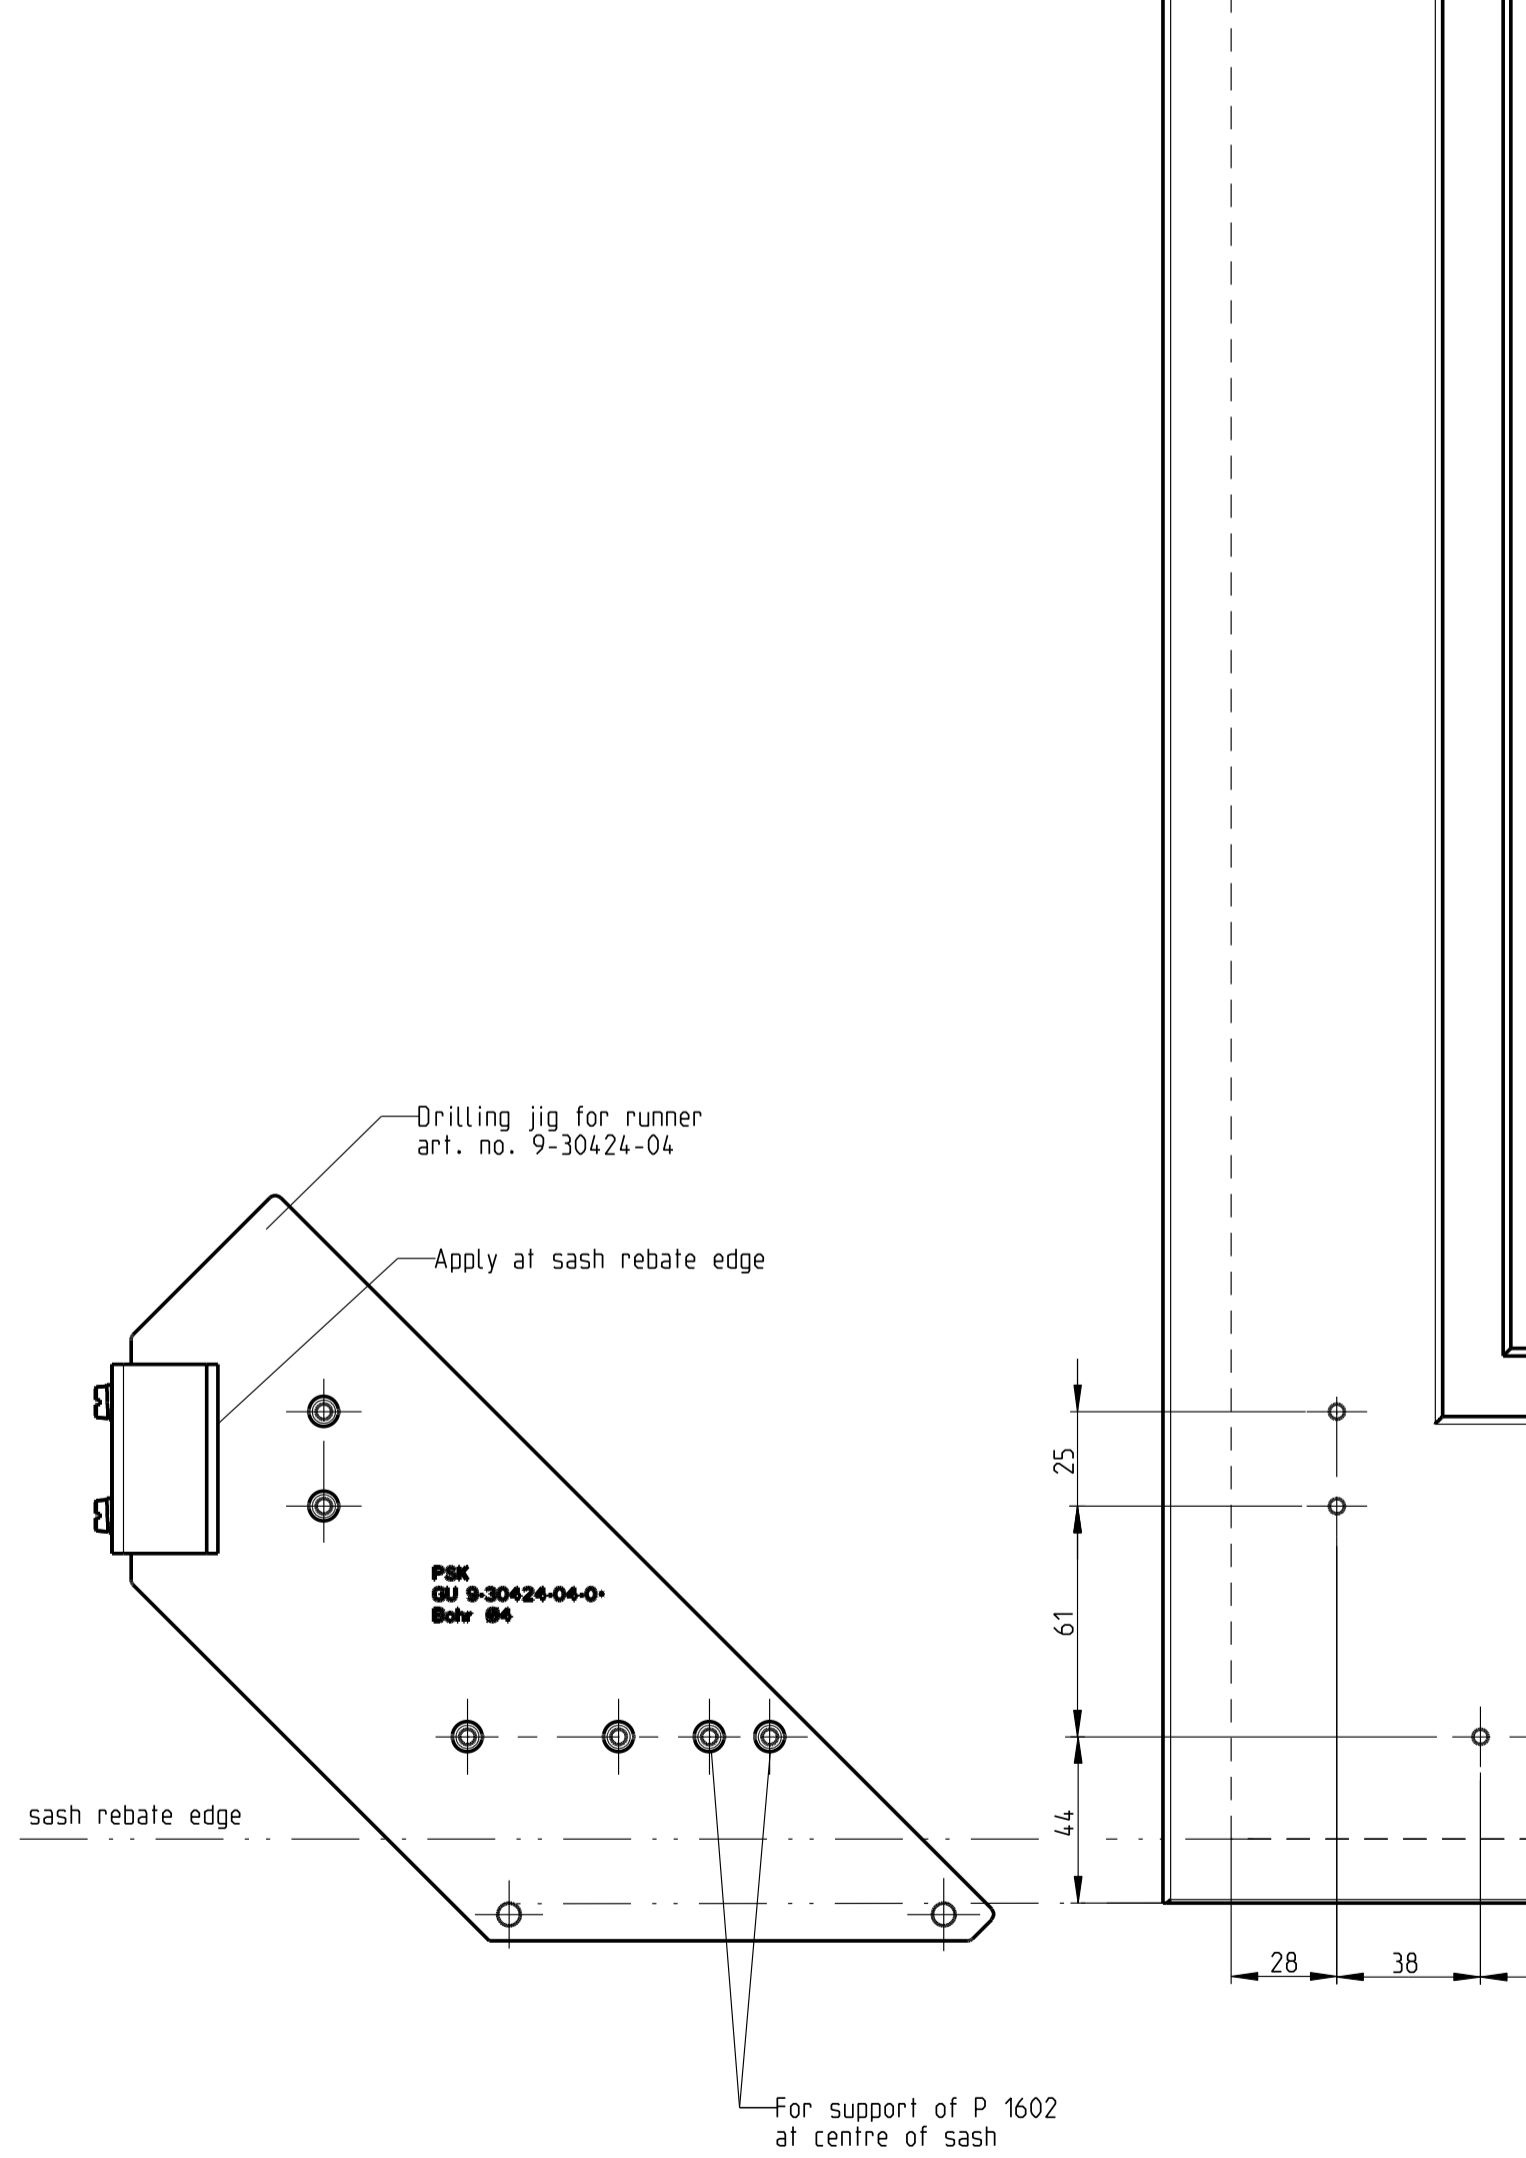 Drilling jig for runner
art. no. 9-30424-04
Apply at sash rebate edge
25
PSK
GU 9-30424-04-0•
Bohr Ø4
61
sash rebate edge
44
28
38
For support of P 1602
at centre of sash